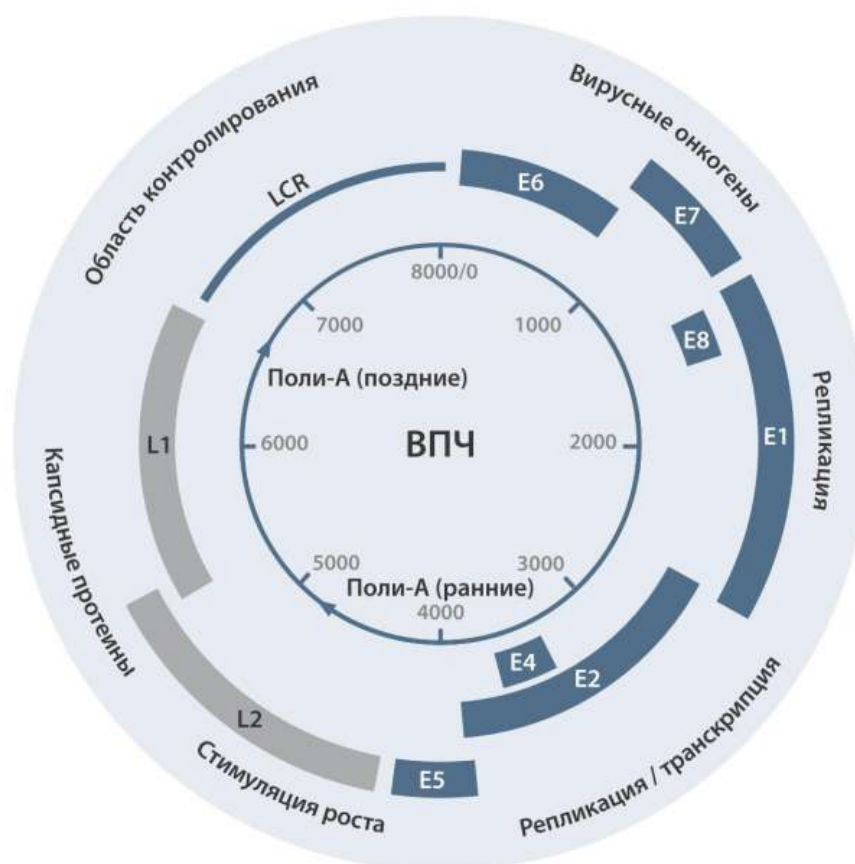 Область контролирования
Вирусные онкогены
LCR
E6
E7
8000/0
7000
1000
E8
Поли-А (поздние)
Репликация
L1
6000
ВПЧ
2000
E1
Капсидные протеины
5000
3000
Поли-А (ранние)
4000
E4
E2
L2
E5
Стимуляция роста
Репликация / транскрипция